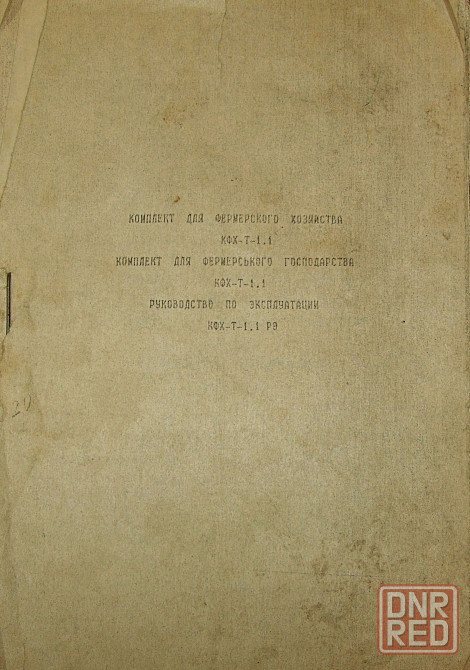 КОМПЛЕКТ ДЛЯ ФЕРМЕРСКОГО ХОЗЯЙСТВА
КФХ-Т-1.1
КОМПЛЕКТ ДЛЯ ФЕРМЕРСЬКОГО ГОСПОДАРСТВА
КФХ-Т-1.1
РУКОВОДСТВО ПО ЭКСПЛУАТАЦИИ
КФХ-Т-1.1 РЭ
DNR
RED